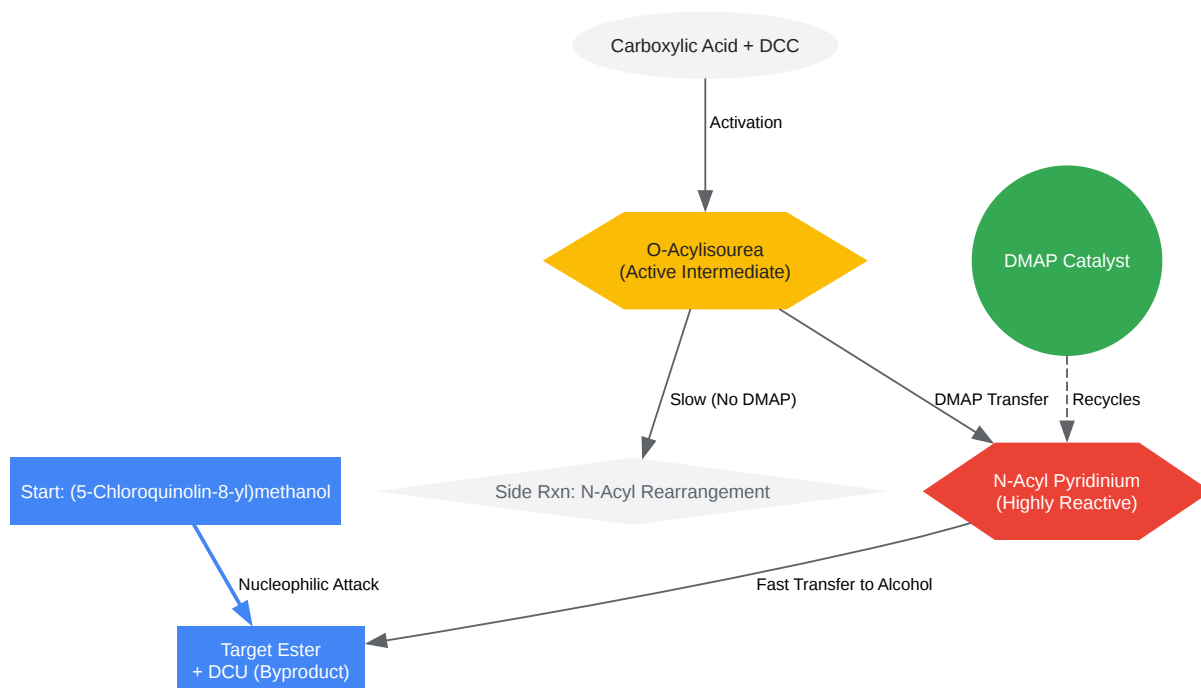 Carboxylic Acid + DCC
Activation
O-Acylisourea
(Active Intermediate)
DMAP Catalyst
Slow (No DMAP)
DMAP Transfer
Recycles
Start: (5-Chloroquinolin-8-yl)methanol
Side Rxn: N-Acyl Rearrangement
N-Acyl Pyridinium
(Highly Reactive)
Nucleophilic Attack
Fast Transfer to Alcohol
Target Ester
+ DCU (Byproduct)